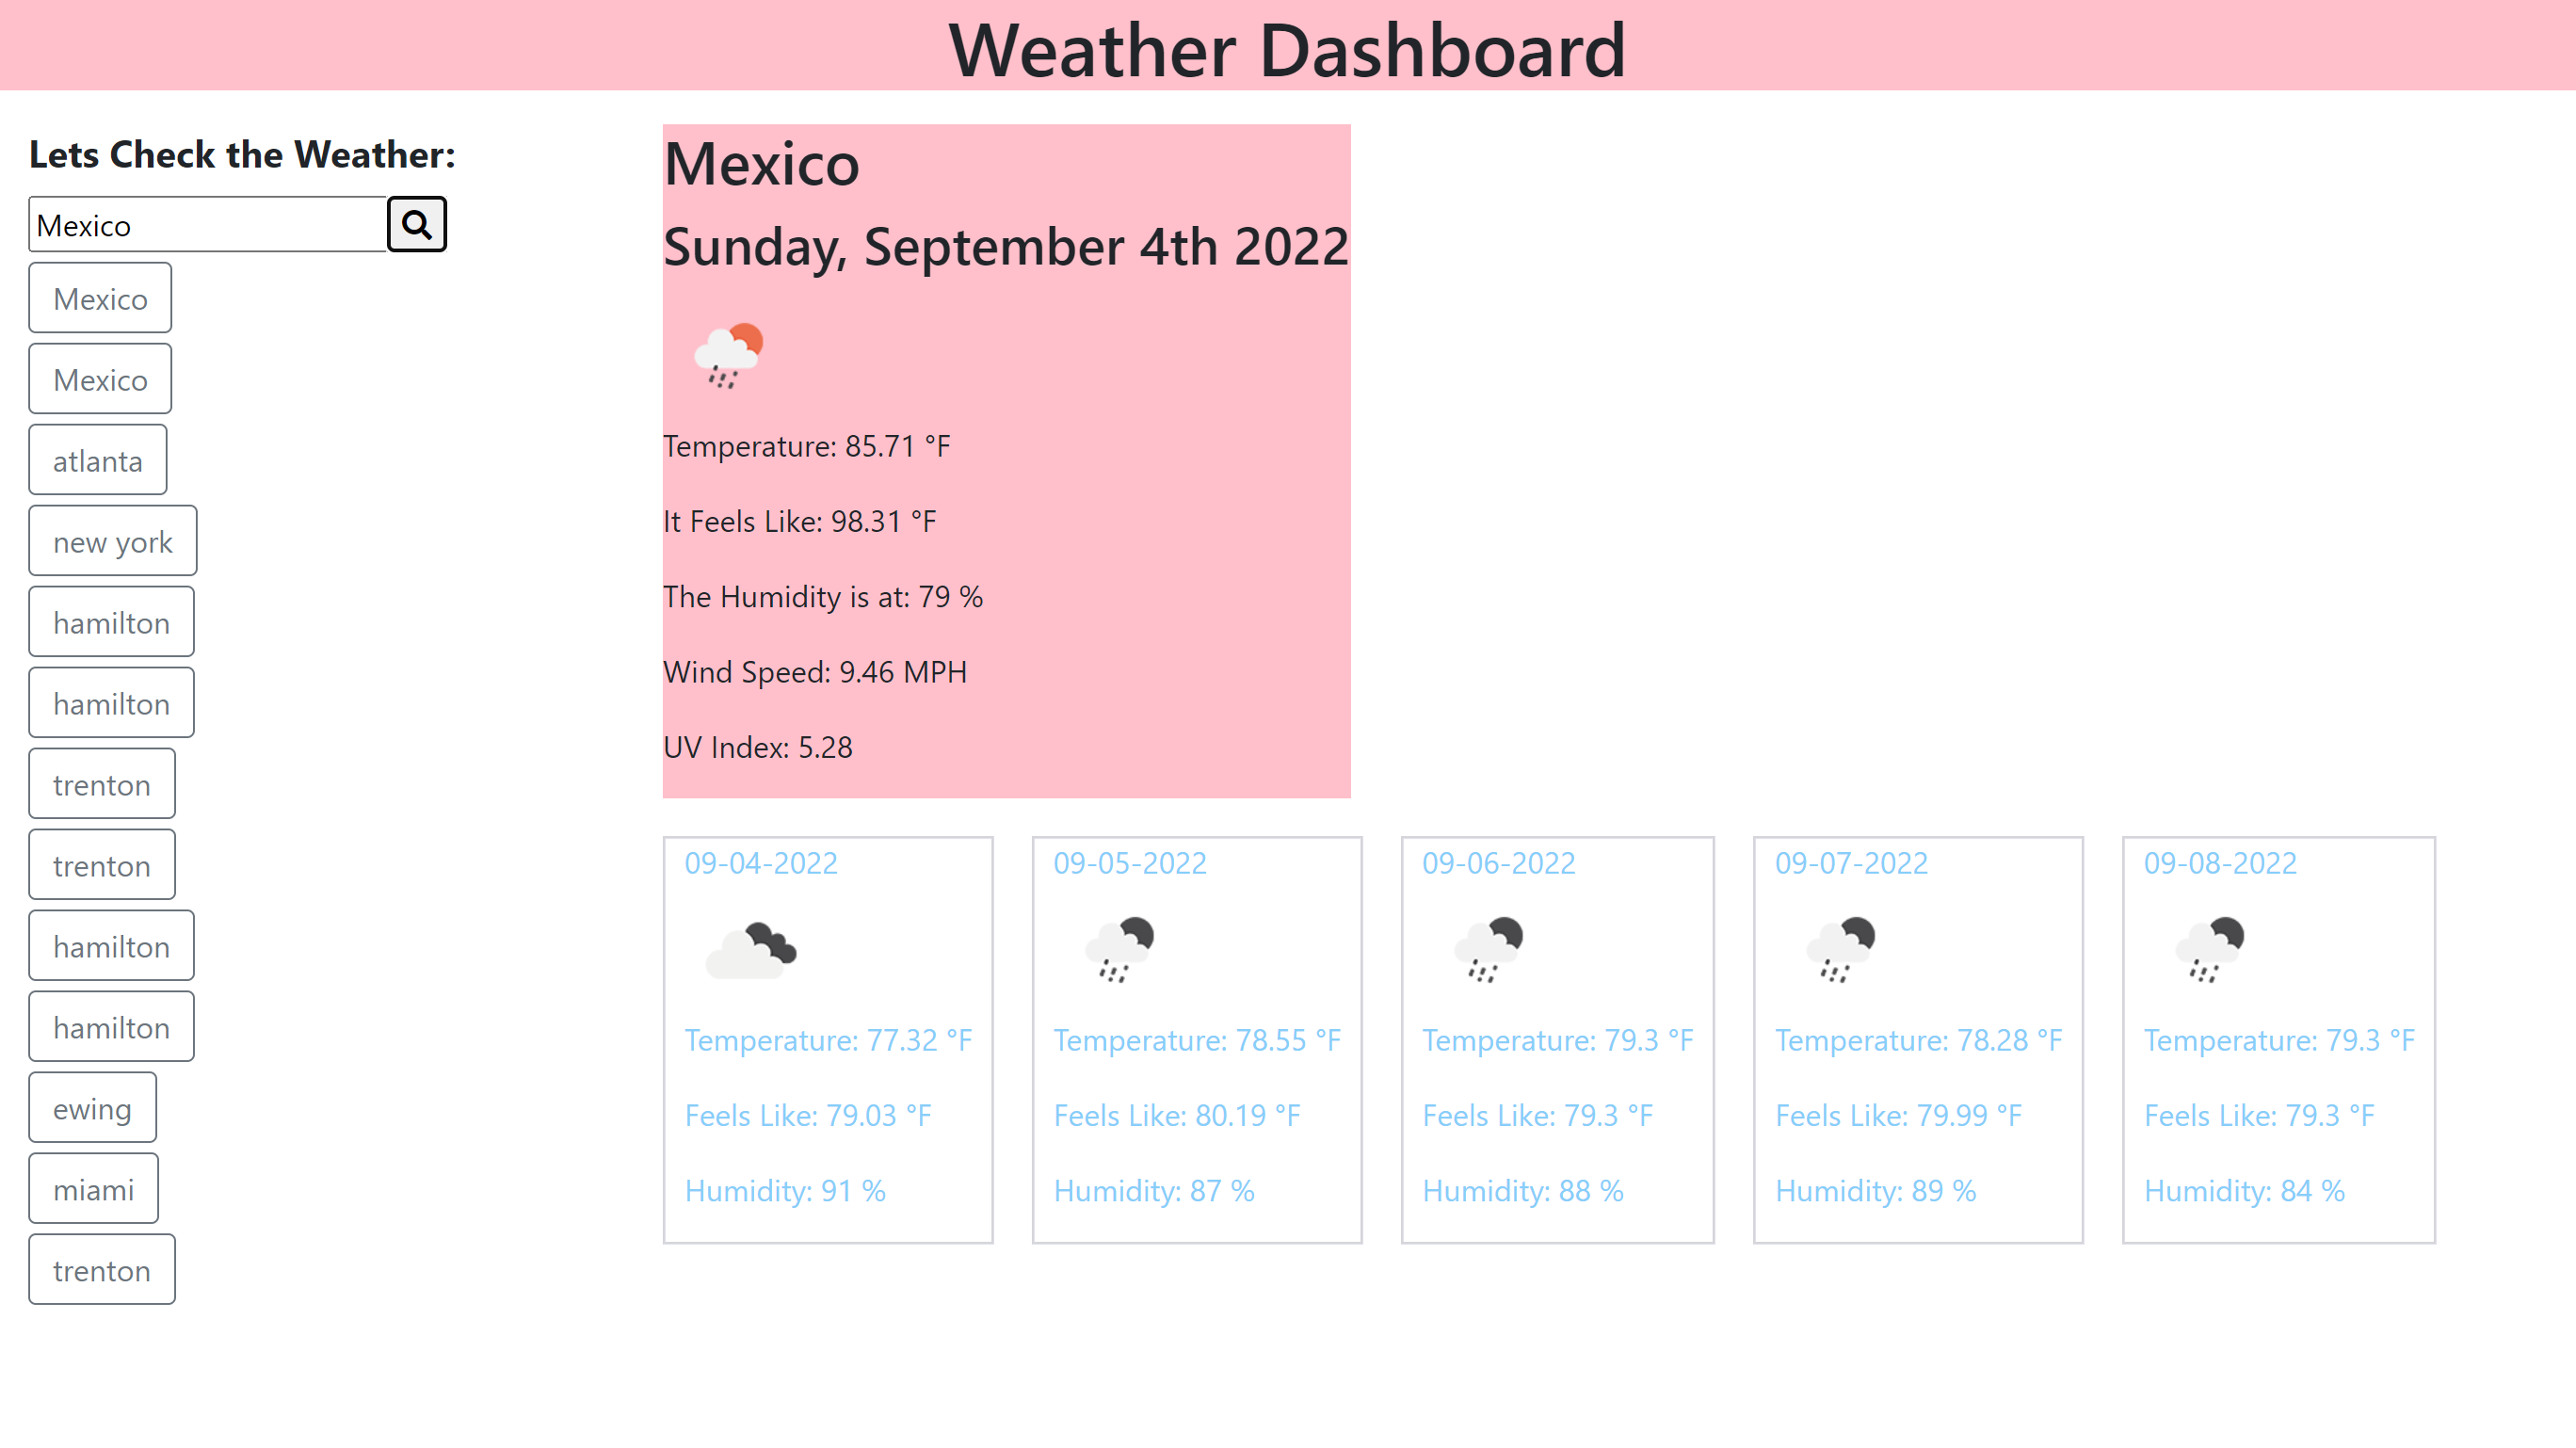 Weather Dashboard
Lets Check the Weather:
Mexico
Mexico
Mexico
atlanta
new york
hamilton
hamilton
trenton
trenton
hamilton
hamilton
ewing
miami
trenton
Mexico
Sunday, September 4th 2022
Temperature: 85.71 °F
It Feels Like: 98.31 °F
The Humidity is at: 79 %
Wind Speed: 9.46 MPH
UV Index: 5.28
09-04-2022
Temperature: 77.32 °F
Feels Like: 79.03 °F
Humidity: 91 %
09-05-2022
Temperature: 78.55 °F
Feels Like: 80.19 °F
Humidity: 87 %
09-06-2022
Temperature: 79.3 °F
Feels Like: 79.3 °F
Humidity: 88 %
09-07-2022
Temperature: 78.28 °F
Feels Like: 79.99 °F
Humidity: 89 %
09-08-2022
Temperature: 79.3 °F
Feels Like: 79.3 °F
Humidity: 84 %